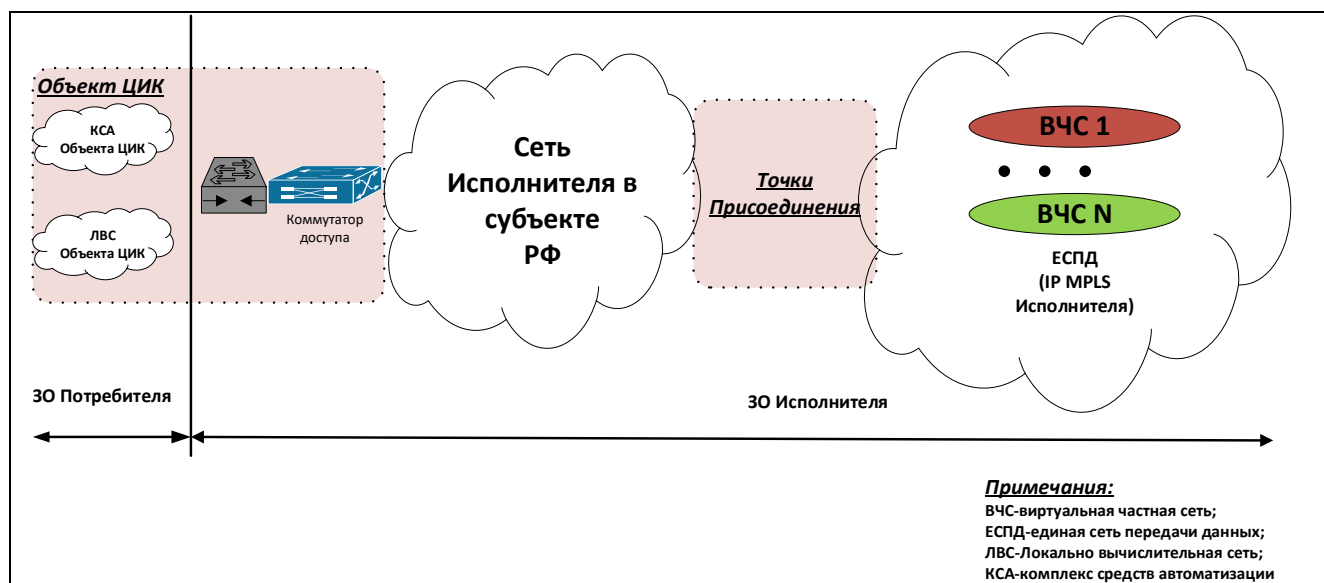 Объект ЦИК
КСА
Объекта ЦИК
ЛВС
Объекта ЦИК
Коммутатор
доступа
Сеть
Исполнителя в
субъекте
РФ
Точки
Присоединения
ВЧС 1
ВЧС N
ЕСПД
(IP MPLS
Исполнителя)
ЗО Потребителя
ЗО Исполнителя
Примечания:
ВЧС-виртуальная частная сеть;
ЕСПД-единая сеть передачи данных;
ЛВС-Локально вычислительная сеть;
КСА-комплекс средств автоматизации